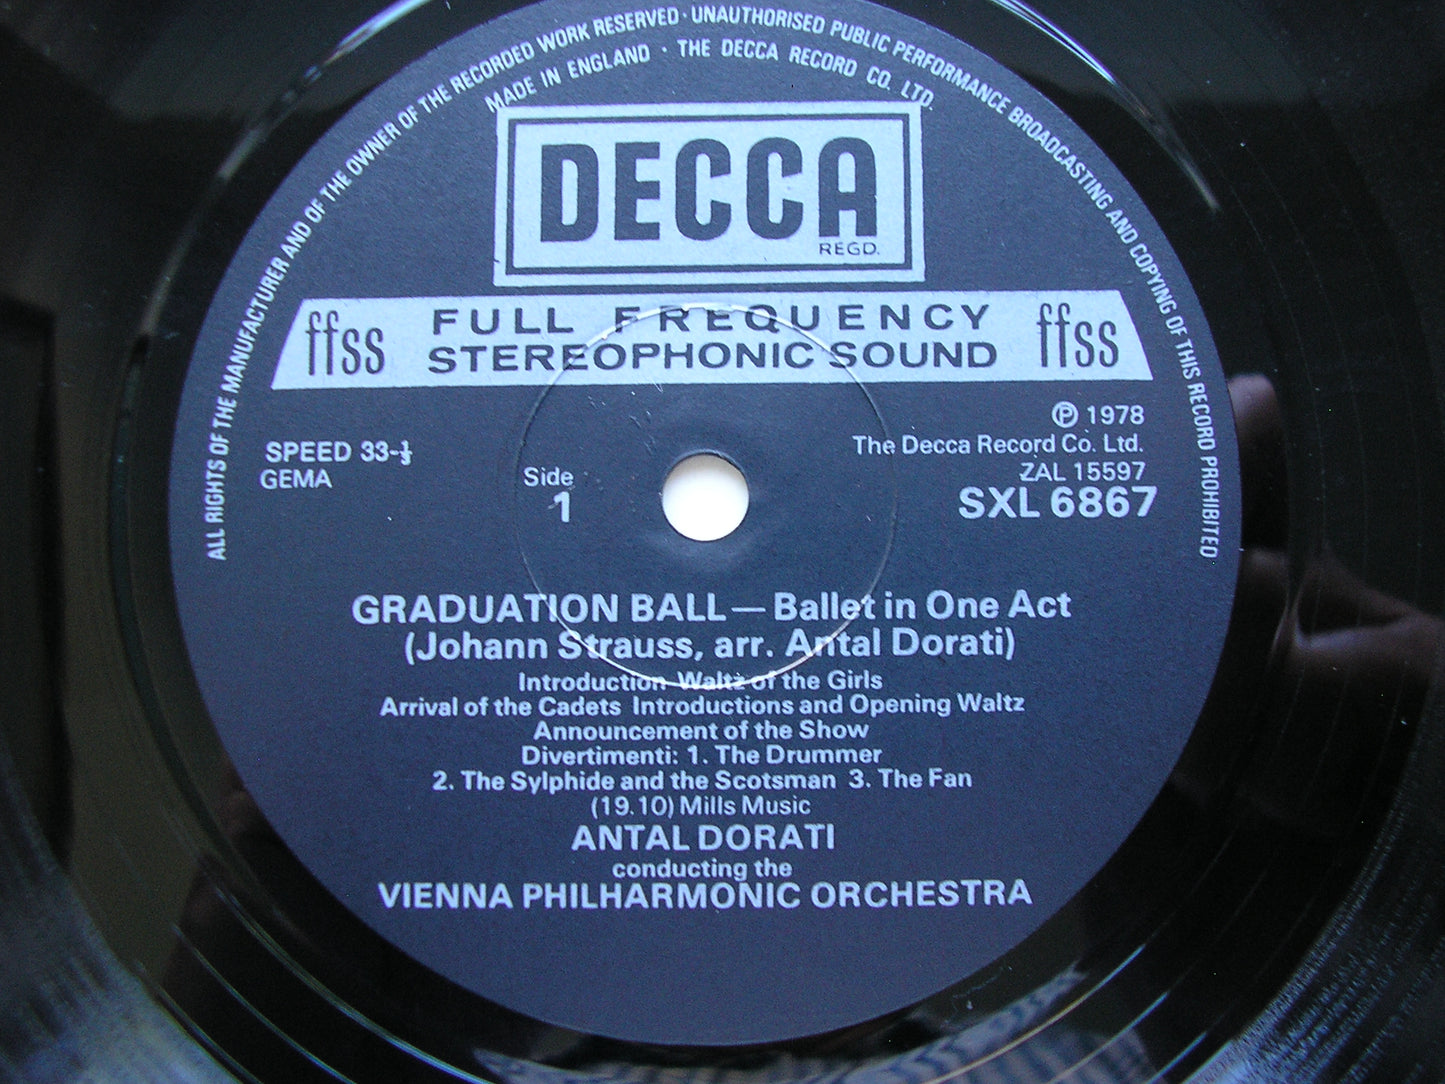 ALL RIGHTS OF THE MANUFACTURER AND OF THE OWNER OF THE RECORDED WORK RESERVED · UNAUTHORISED PUBLIC PERFORMANCE BROADCASTING AND COPYING OF THIS RECORD PROHIBITED
MADE IN ENGLAND · THE DECCA RECORD CO. LTD.
DECCA
REGD.
ffss FULL FREQUENCY STEREOPHONIC SOUND ffss
℗ 1978
The Decca Record Co. Ltd.
SPEED 33-⅓
GEMA
Side
1
ZAL 15597
SXL 6867
GRADUATION BALL — Ballet in One Act
(Johann Strauss, arr. Antal Dorati)
Introduction Waltz of the Girls
Arrival of the Cadets Introductions and Opening Waltz
Announcement of the Show
Divertimenti: 1. The Drummer
2. The Sylphide and the Scotsman 3. The Fan
(19.10) Mills Music
ANTAL DORATI
conducting the
VIENNA PHILHARMONIC ORCHESTRA